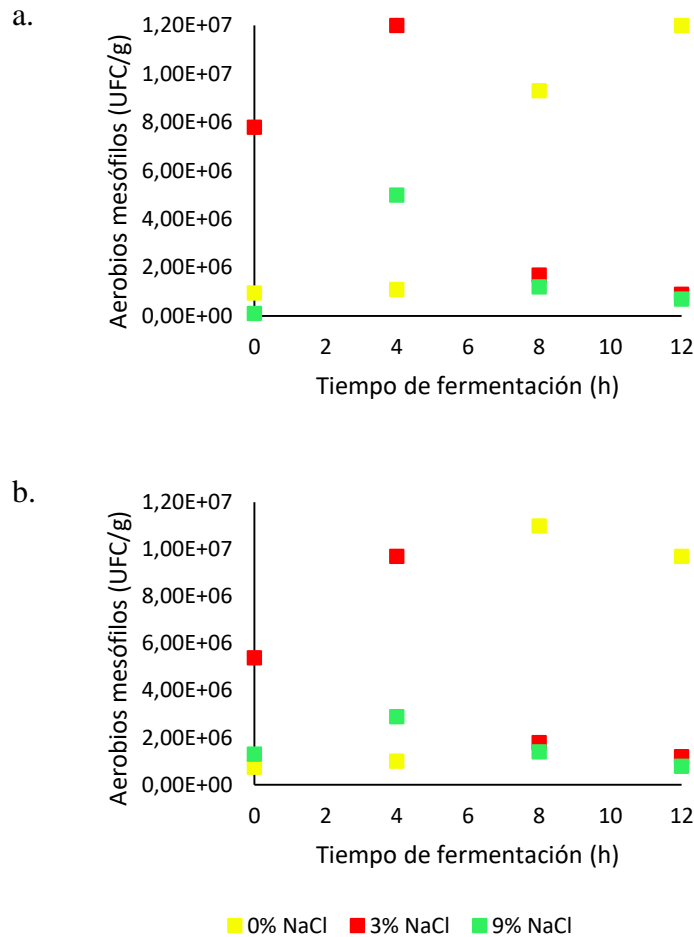 a.
Aerobios mesófilos (UFC/g)
1,20E+07
1,00E+07
8,00E+06
6,00E+06
4,00E+06
2,00E+06
0,00E+00
0 2 4 6 8 10 12
Tiempo de fermentación (h)
b.
Aerobios mesófilos (UFC/g)
1,20E+07
1,00E+07
8,00E+06
6,00E+06
4,00E+06
2,00E+06
0,00E+00
0 2 4 6 8 10 12
Tiempo de fermentación (h)
0% NaCl 3% NaCl 9% NaCl